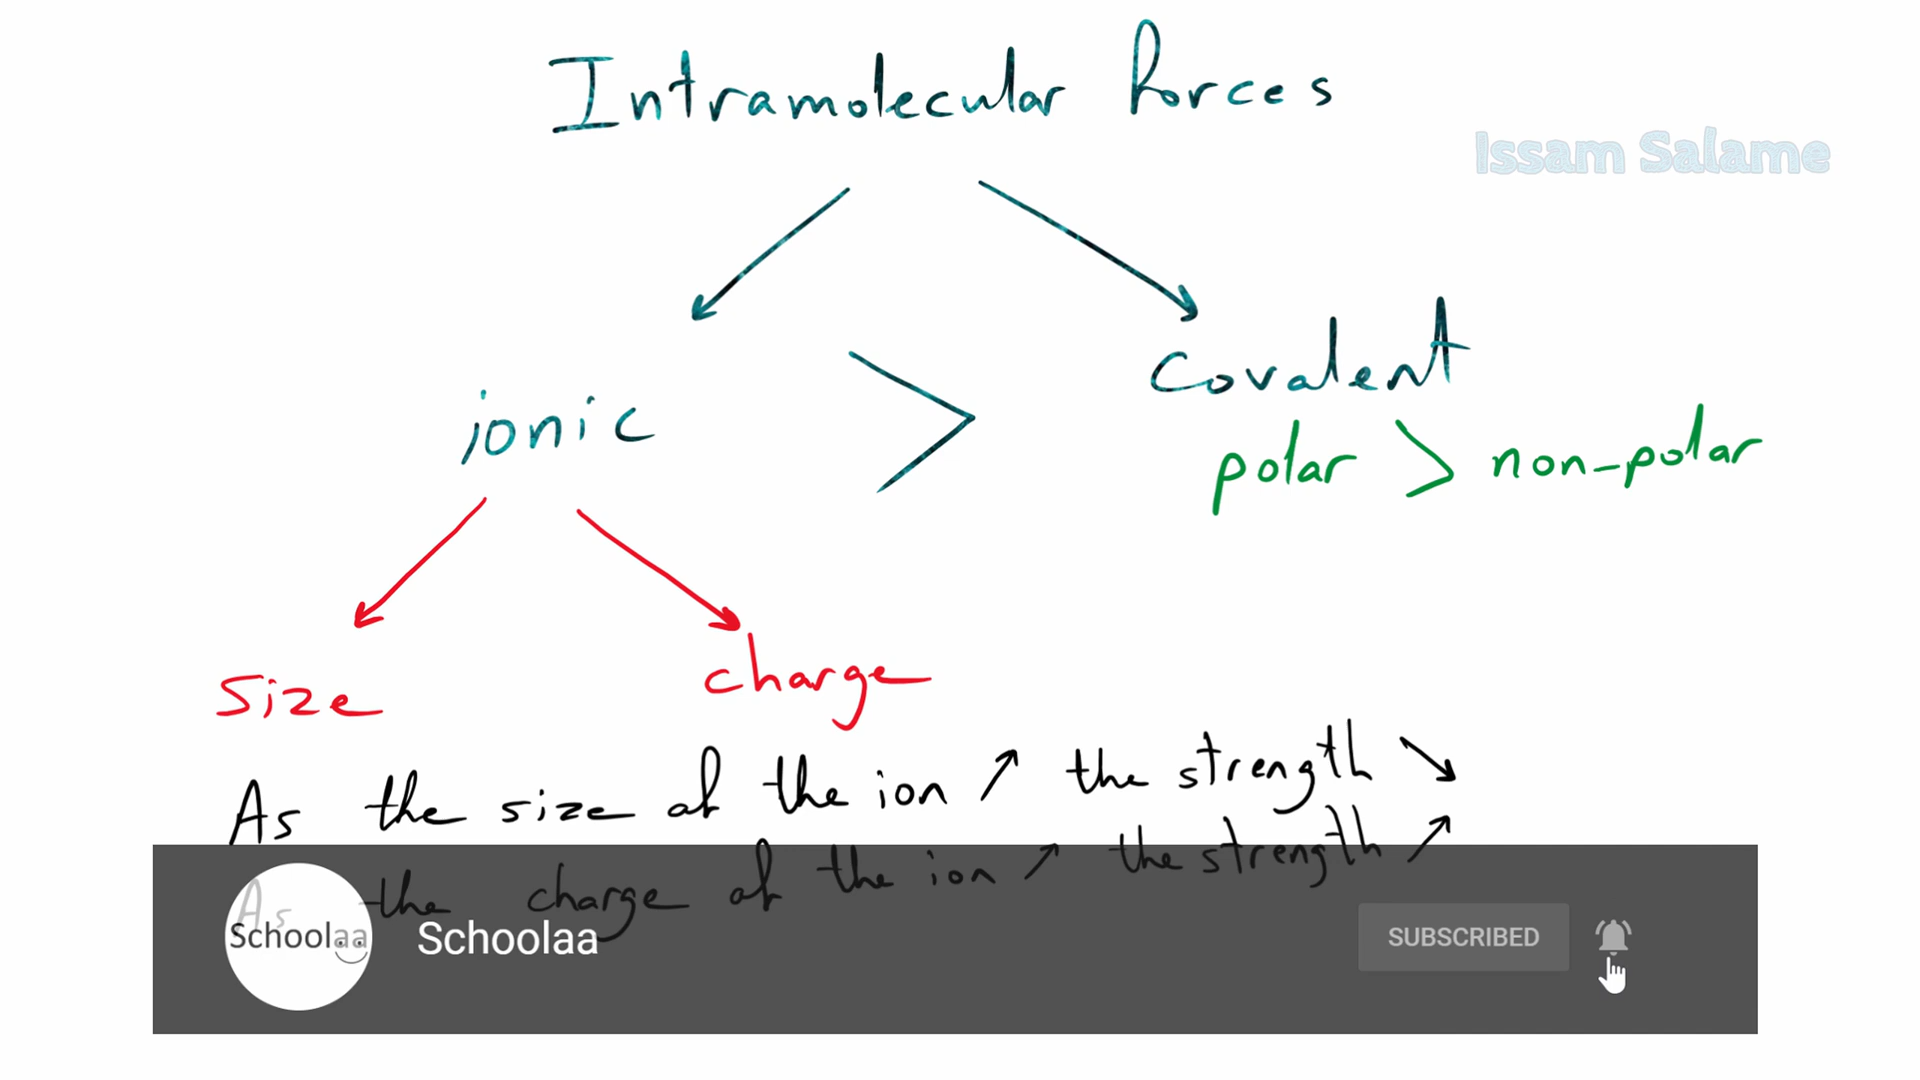 Intramolecular forces
Issam Salame
ionic > covalent
polar > non-polar
size
charge
As the size of the ion ↗ the strength ↘
As the charge of the ion ↗ the strength ↗
Schoolaa
Schoolaa
SUBSCRIBED